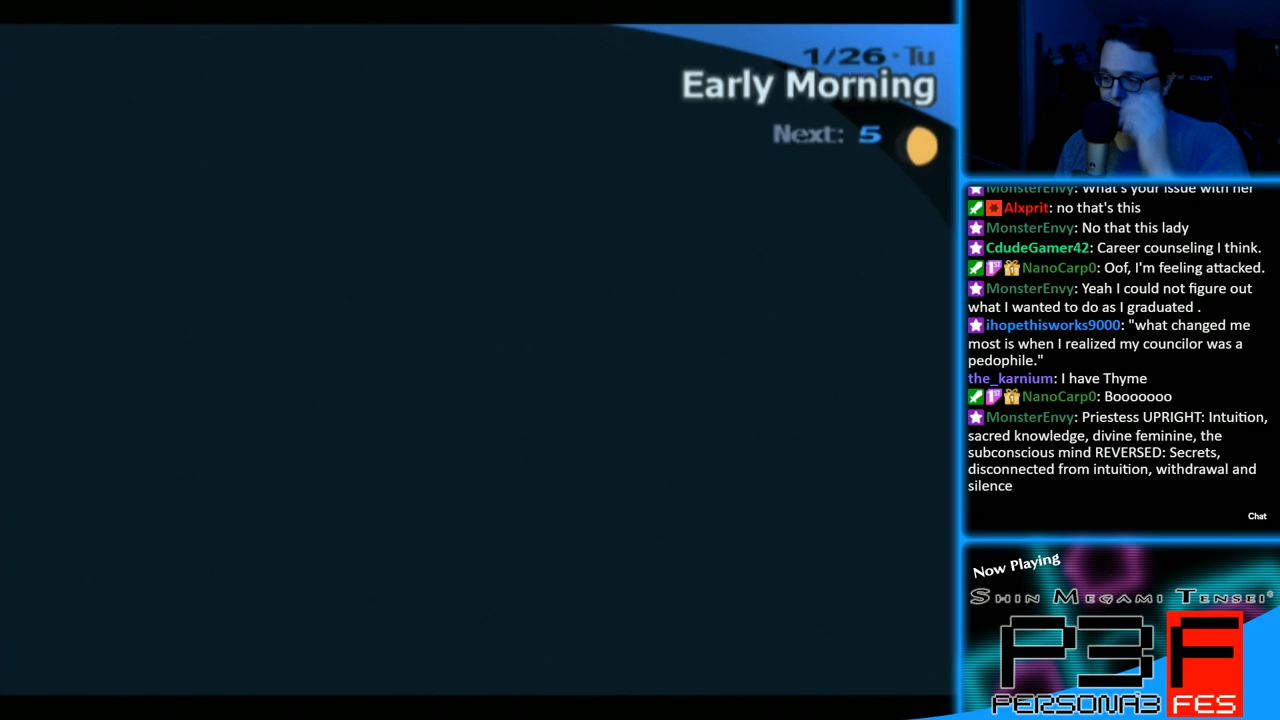 1/26 · Tu
Early Morning
Next: 5
MonsterEnvy: What's your issue with her
Alxprit: no that's this
MonsterEnvy: No that this lady
CdudeGamer42: Career counseling I think.
NanoCarp0: Oof, I'm feeling attacked.
MonsterEnvy: Yeah I could not figure out
what I wanted to do as I graduated .
ihopethisworks9000: "what changed me
most is when I realized my councilor was a
pedophile."
the_karnium: I have Thyme
NanoCarp0: Booooooo
MonsterEnvy: Priestess UPRIGHT: Intuition,
sacred knowledge, divine feminine, the
subconscious mind REVERSED: Secrets,
disconnected from intuition, withdrawal and
silence
Chat
Now Playing
SHIN MEGAMI TENSEI®
P3F
PERSONA3 FES